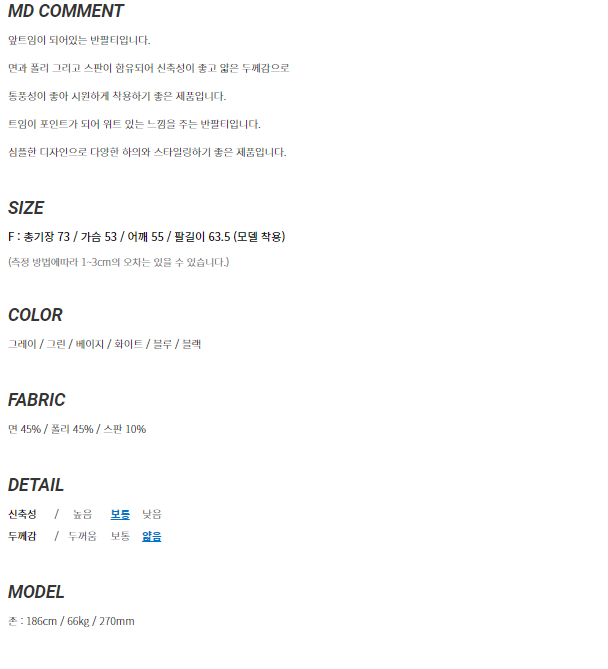 MD COMMENT
앞트임이 되어있는 반팔티입니다.
면과 폴리 그리고 스판이 함유되어 신축성이 좋고 얇은 두께감으로
통풍성이 좋아 시원하게 착용하기 좋은 제품입니다.
트임이 포인트가 되어 위트 있는 느낌을 주는 반팔티입니다.
심플한 디자인으로 다양한 하의와 스타일링하기 좋은 제품입니다.
SIZE
F : 총기장 73 / 가슴 53 / 어깨 55 / 팔길이 63.5 (모델 착용)
(측정 방법에따라 1~3cm의 오차는 있을 수 있습니다.)
COLOR
그레이 / 그린 / 베이지 / 화이트 / 블루 / 블랙
FABRIC
면 45% / 폴리 45% / 스판 10%
DETAIL
신축성 / 높음 보통 낮음
두께감 / 두꺼움 보통 얇음
MODEL
존 : 186cm / 66kg / 270mm